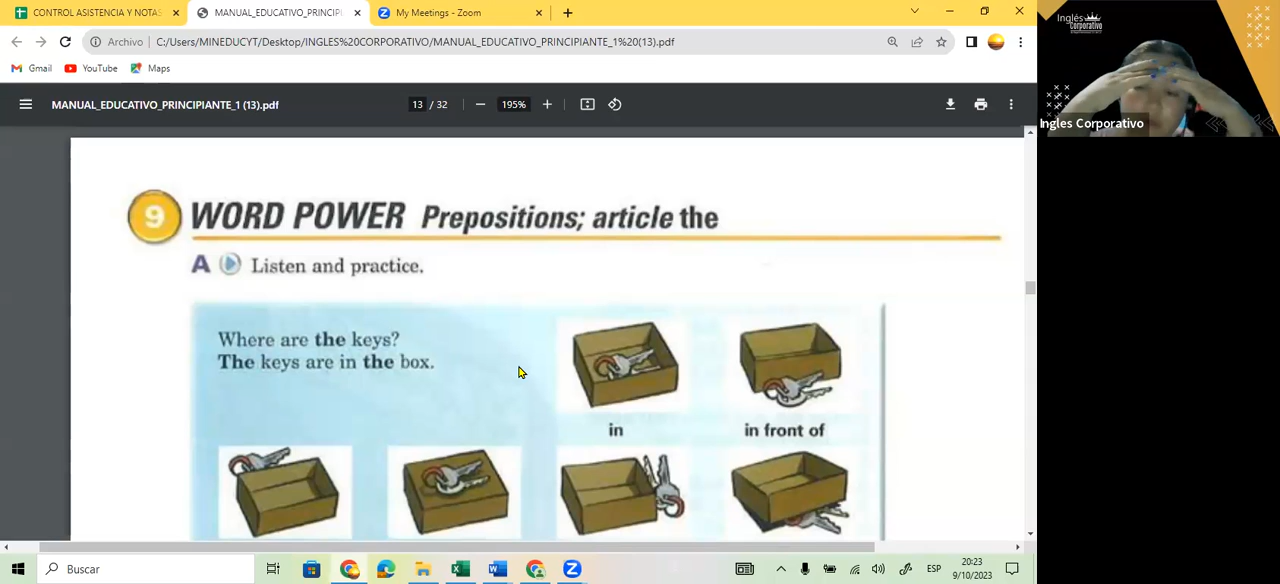 CONTROL ASISTENCIA Y NOTAS
MANUAL_EDUCATIVO_PRINCIPI
My Meetings - Zoom
Archivo
C:/Users/MINEDUCYT/Desktop/INGLES%20CORPORATIVO/MANUAL_EDUCATIVO_PRINCIPIANTE_1%20(13).pdf
Gmail
YouTube
Maps
MANUAL_EDUCATIVO_PRINCIPIANTE_1 (13).pdf
13 / 32
195%
Inglés
Corporativo
Ingles Corporativo
9 WORD POWER Prepositions; article the
A Listen and practice.
Where are the keys?
The keys are in the box.
in
in front of
Buscar
ESP
20:23
9/10/2023